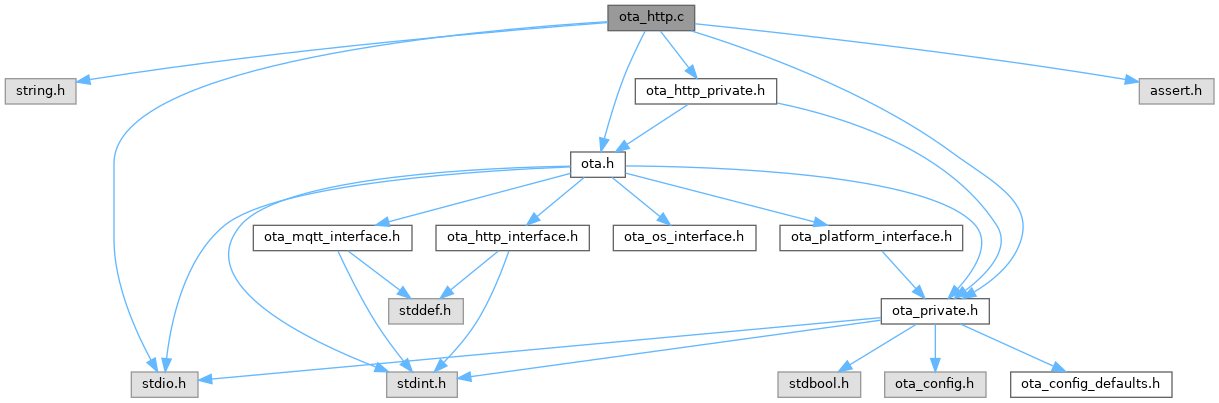 ota_http.c
string.h
ota_http_private.h
assert.h
ota.h
ota_mqtt_interface.h
ota_http_interface.h
ota_os_interface.h
ota_platform_interface.h
stddef.h
ota_private.h
stdio.h
stdint.h
stdbool.h
ota_config.h
ota_config_defaults.h